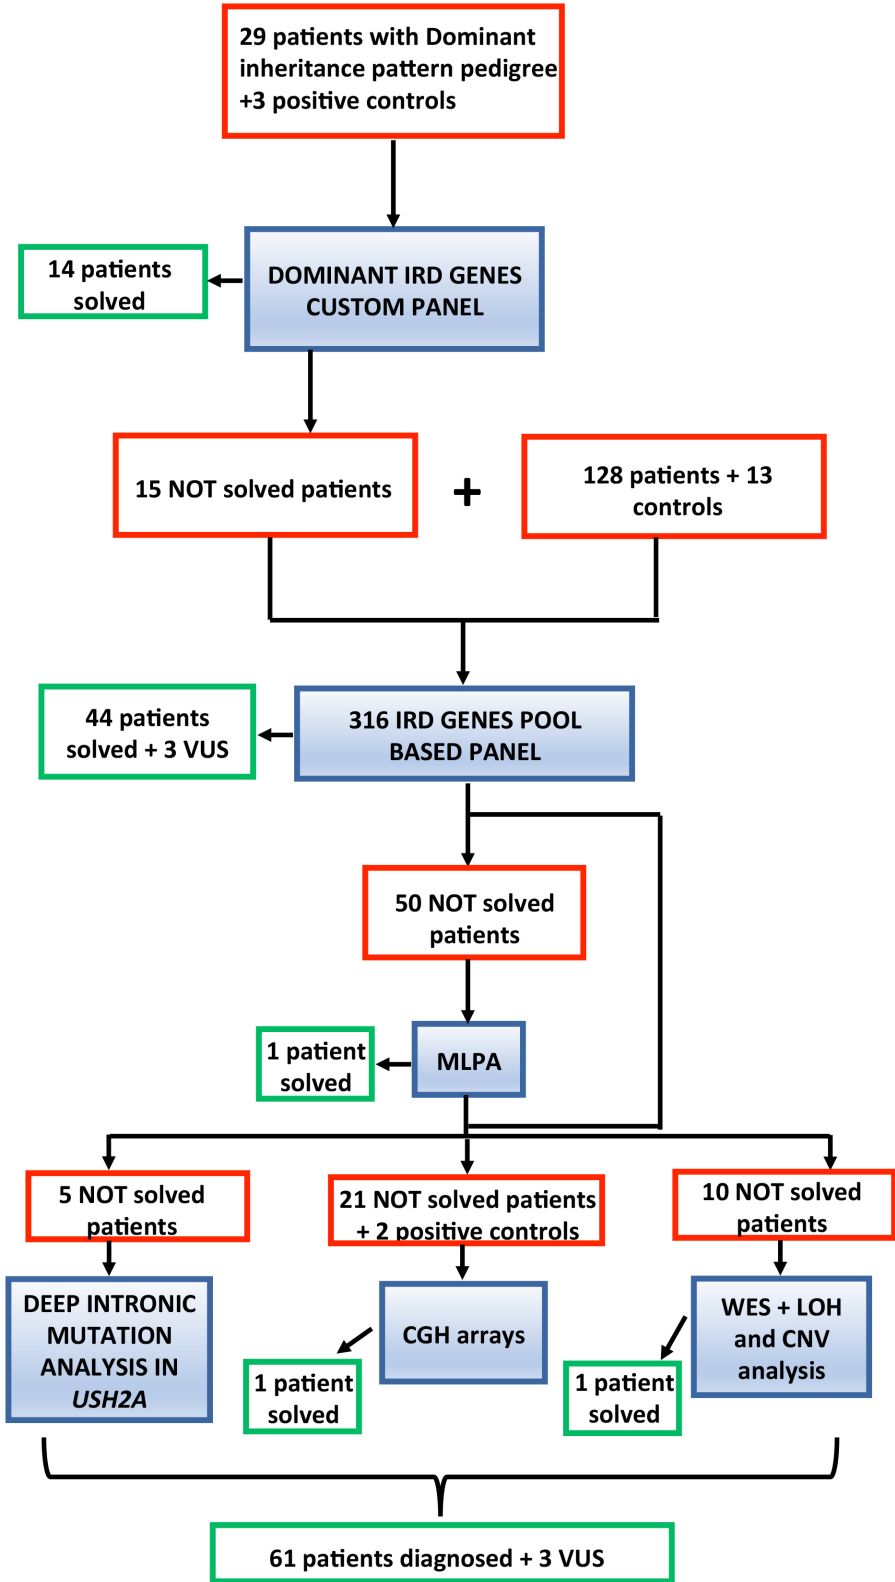 29 patients with Dominant
inheritance pattern pedigree
+3 positive controls
DOMINANT IRD GENES
CUSTOM PANEL
14 patients
solved
15 NOT solved patients
+
128 patients + 13
controls
316 IRD GENES POOL
BASED PANEL
44 patients
solved + 3 VUS
50 NOT solved
patients
MLPA
1 patient
solved
5 NOT solved
patients
21 NOT solved patients
+ 2 positive controls
10 NOT solved
patients
DEEP INTRONIC
MUTATION
ANALYSIS IN
USH2A
CGH arrays
1 patient
solved
WES + LOH
and CNV
analysis
1 patient
solved
61 patients diagnosed + 3 VUS